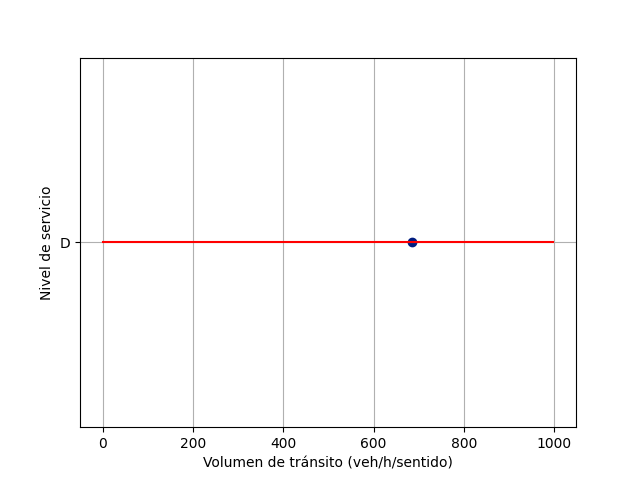 Nivel de servicio
D
0 200 400 600 800 1000
Volumen de tránsito (veh/h/sentido)